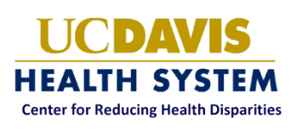 UCDAVIS
HEALTH SYSTEM
Center for Reducing Health Disparities